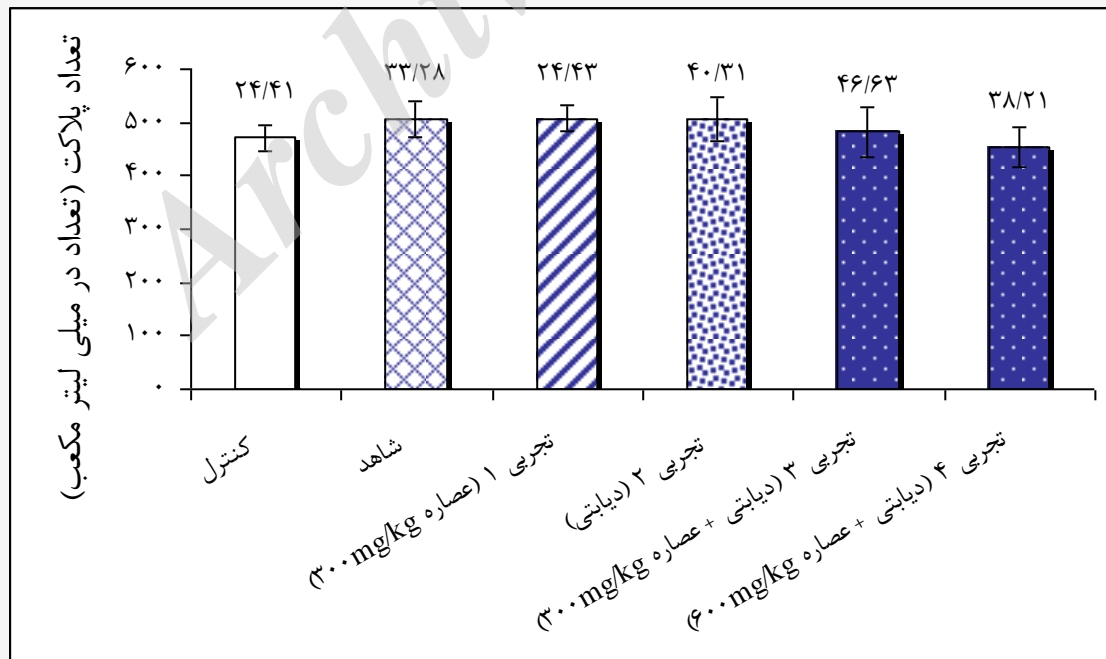 تعداد پلاکت (تعداد در میلی لیتر مکعب)
۶۰۰
۵۰۰
۴۰۰
۳۰۰
۲۰۰
۱۰۰
۰
۲۴/۴۱
۳۳/۲۸
۲۴/۴۳
۴۰/۳۱
۴۶/۶۳
۳۸/۲۱
کنترل
شاهد
تجربی ۱ (عصاره ۳۰۰mg/kg)
تجربی ۲ (دیابتی)
تجربی ۳ (دیابتی + عصاره ۳۰۰mg/kg)
تجربی ۴ (دیابتی + عصاره ۶۰۰mg/kg)
Archiv